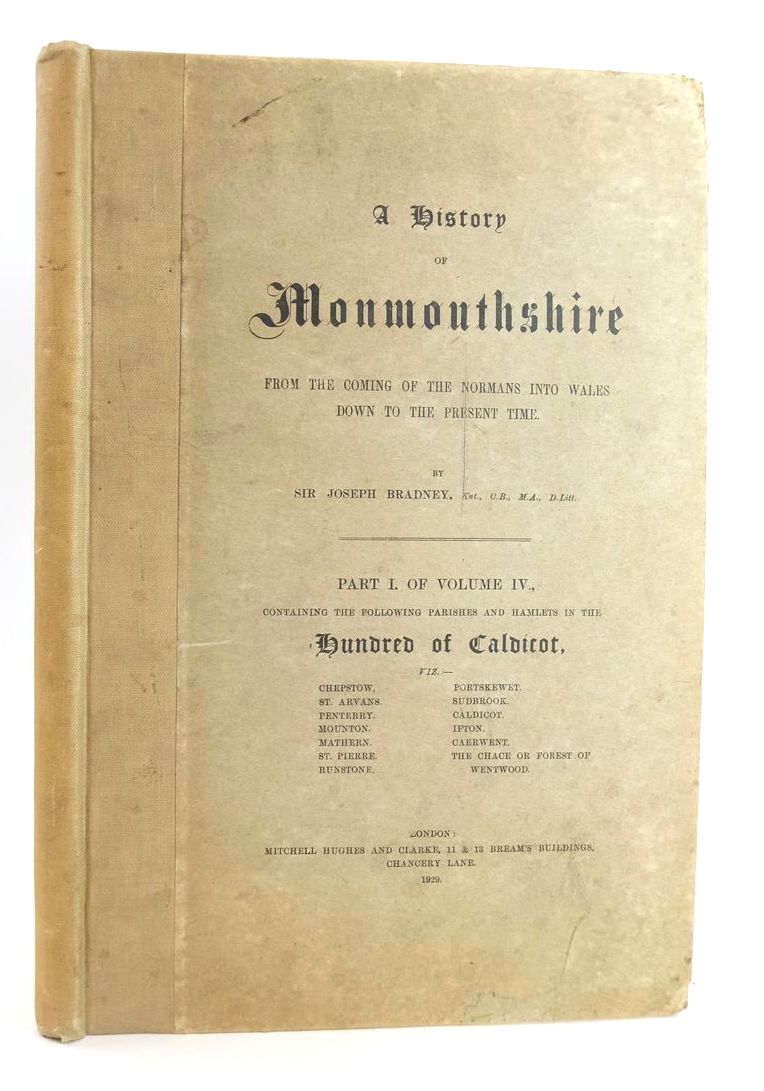 A History
OF
Monmouthshire
FROM THE COMING OF THE NORMANS INTO WALES
DOWN TO THE PRESENT TIME.
BY
SIR JOSEPH BRADNEY, Knt., C.B., M.A., D.Litt.
PART I. OF VOLUME IV.,
CONTAINING THE FOLLOWING PARISHES AND HAMLETS IN THE
Hundred of Caldicot,
VIZ.:—
CHEPSTOW, PORTSKEWET.
ST. ARVANS. SUDBROOK.
PENTERRY. CALDICOT.
MOUNTON. IFTON.
MATHERN. CAERWENT.
ST. PIERRE. THE CHACE OR FOREST OF
RUNSTONE. WENTWOOD.
LONDON:
MITCHELL HUGHES AND CLARKE, 11 & 13 BREAM'S BUILDINGS,
CHANCERY LANE.
1929.